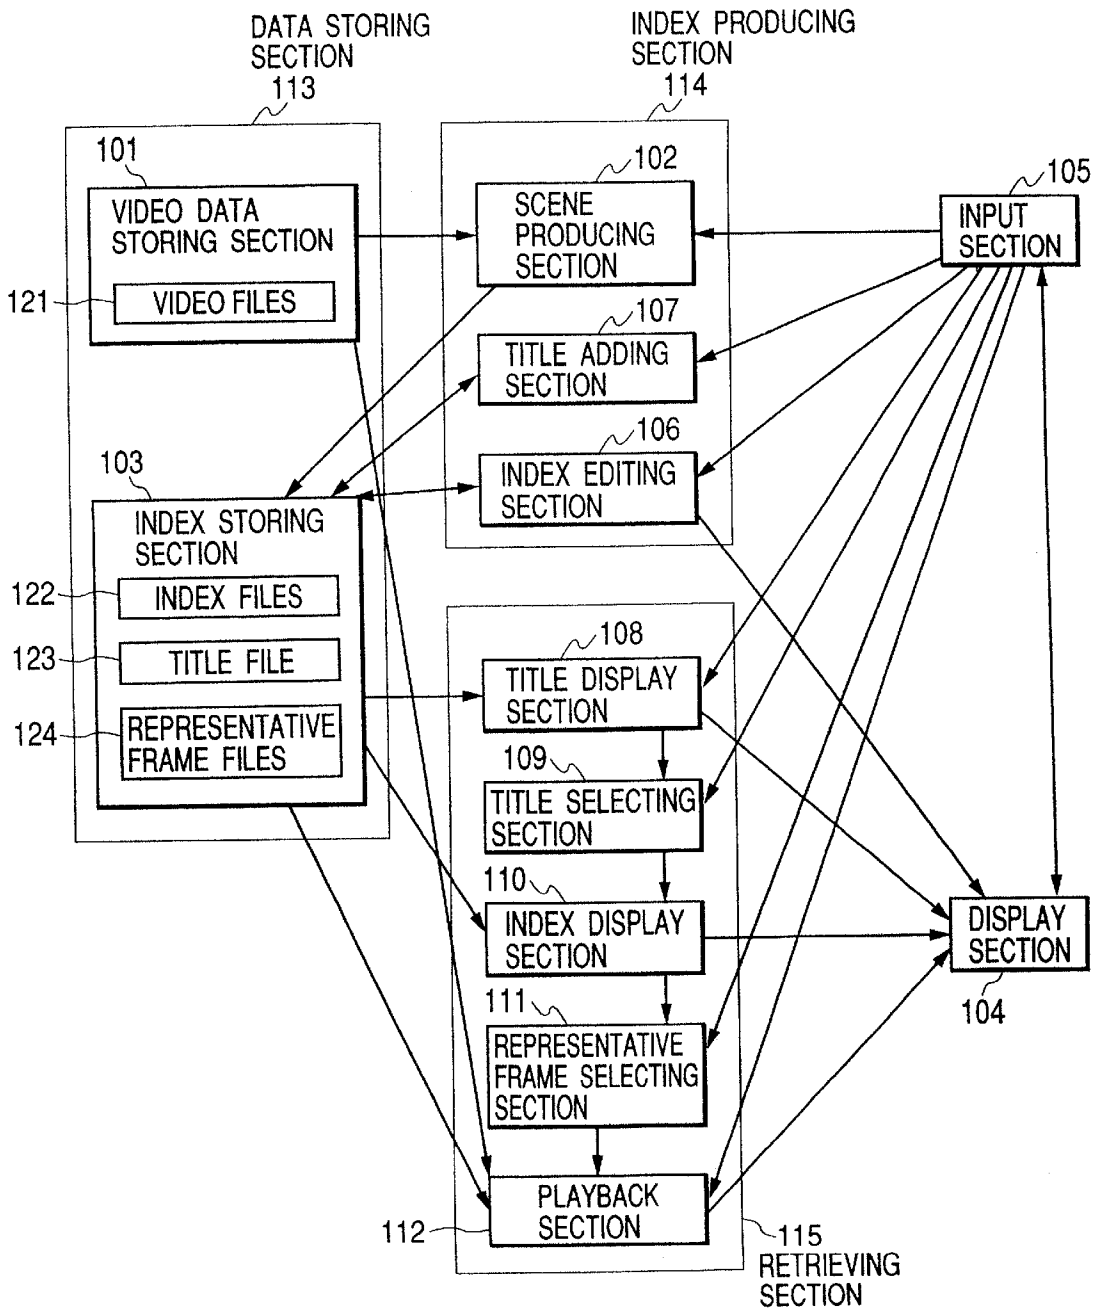 DATA STORING
SECTION
113
INDEX PRODUCING
SECTION
114
101
VIDEO DATA
STORING SECTION
121
VIDEO FILES
102
SCENE
PRODUCING
SECTION
105
INPUT
SECTION
107
TITLE ADDING
SECTION
106
INDEX EDITING
SECTION
103
INDEX STORING
SECTION
122
INDEX FILES
123
TITLE FILE
124
REPRESENTATIVE
FRAME FILES
108
TITLE DISPLAY
SECTION
109
TITLE SELECTING
SECTION
110
INDEX DISPLAY
SECTION
DISPLAY
SECTION
104
111
REPRESENTATIVE
FRAME SELECTING
SECTION
PLAYBACK
SECTION
112
115
RETRIEVING
SECTION